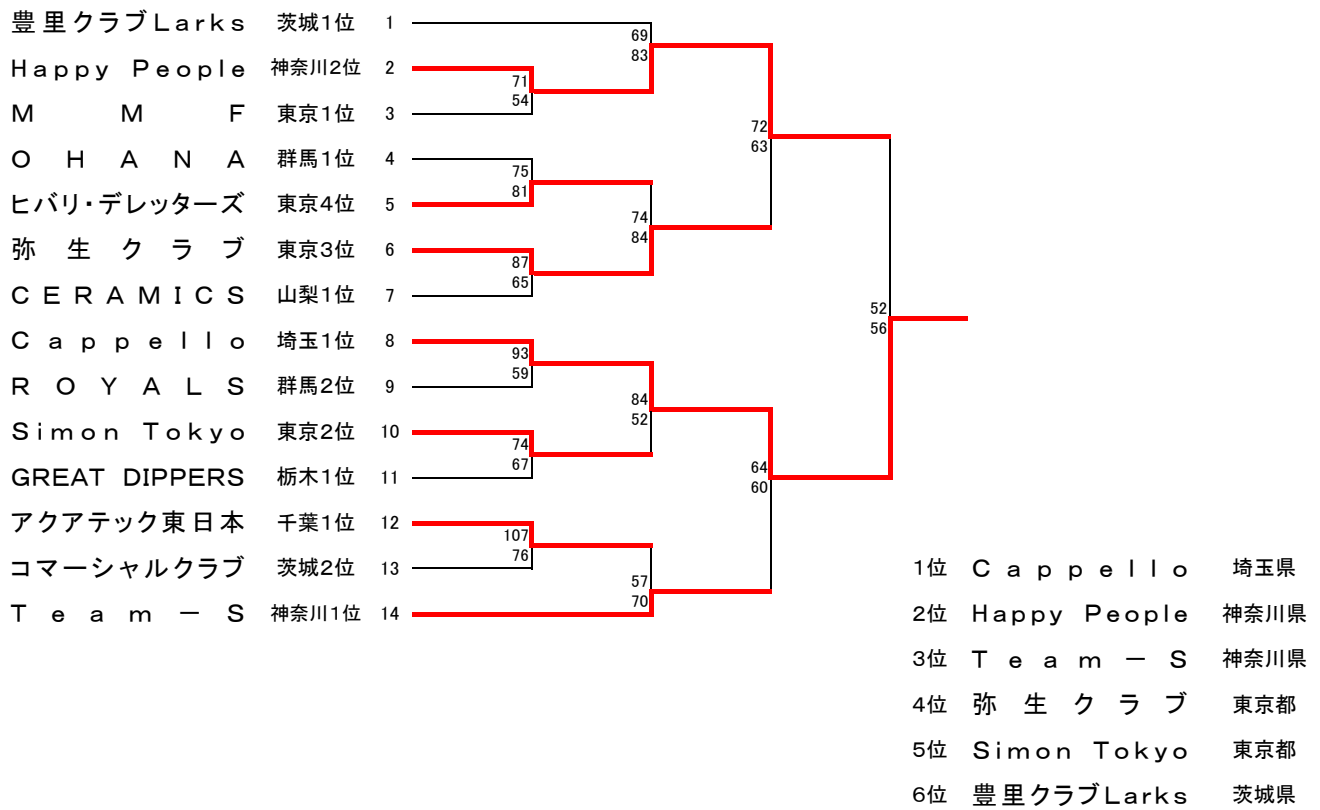 豊里クラブLarks 茨城1位 1
69
83
Happy People 神奈川2位 2
71
54
M M F 東京1位 3
72
63
O H A N A 群馬1位 4
75
81
ヒバリ・デレッターズ 東京4位 5
74
84
弥生クラブ 東京3位 6
87
65
CERAMICS 山梨1位 7
52
56
Cappello 埼玉1位 8
93
59
ROYALS 群馬2位 9
84
52
Simon Tokyo 東京2位 10
74
67
GREAT DIPPERS 栃木1位 11
64
60
アクアテック東日本 千葉1位 12
107
76
コマーシャルクラブ 茨城2位 13
57
70
Team－S 神奈川1位 14
1位 Cappello 埼玉県
2位 Happy People 神奈川県
3位 Team－S 神奈川県
4位 弥生クラブ 東京都
5位 Simon Tokyo 東京都
6位 豊里クラブLarks 茨城県